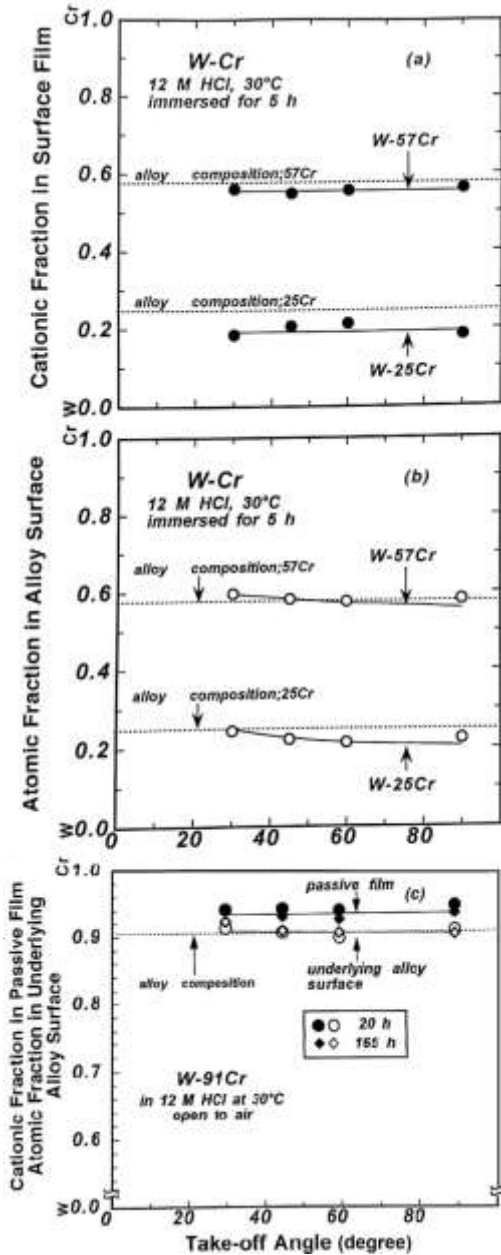 Cr
1.0
0.8
0.6
0.4
0.2
0.0
W
Cationic Fraction in Surface Film
W-Cr
(a)
12 M HCl, 30°C
immersed for 5 h
W-57Cr
alloy composition;57Cr
alloy composition;25Cr
W-25Cr
Cr
1.0
0.8
0.6
0.4
0.2
0.0
W
Atomic Fraction in Alloy Surface
W-Cr
(b)
12 M HCl, 30°C
immersed for 5 h
W-57Cr
alloy composition;57Cr
alloy composition;25Cr
W-25Cr
0
20
40
60
80
Cr
1.0
0.9
0.8
0.7
0.6
0.0
W
Cationic Fraction in Passive Film
Atomic Fraction in Underlying
Alloy Surface
passive film
(c)
alloy composition
underlying alloy
surface
20 h
165 h
W-91Cr
in 12 M HCl at 30°C
open to air
0
20
40
60
80
Take-off Angle (degree)